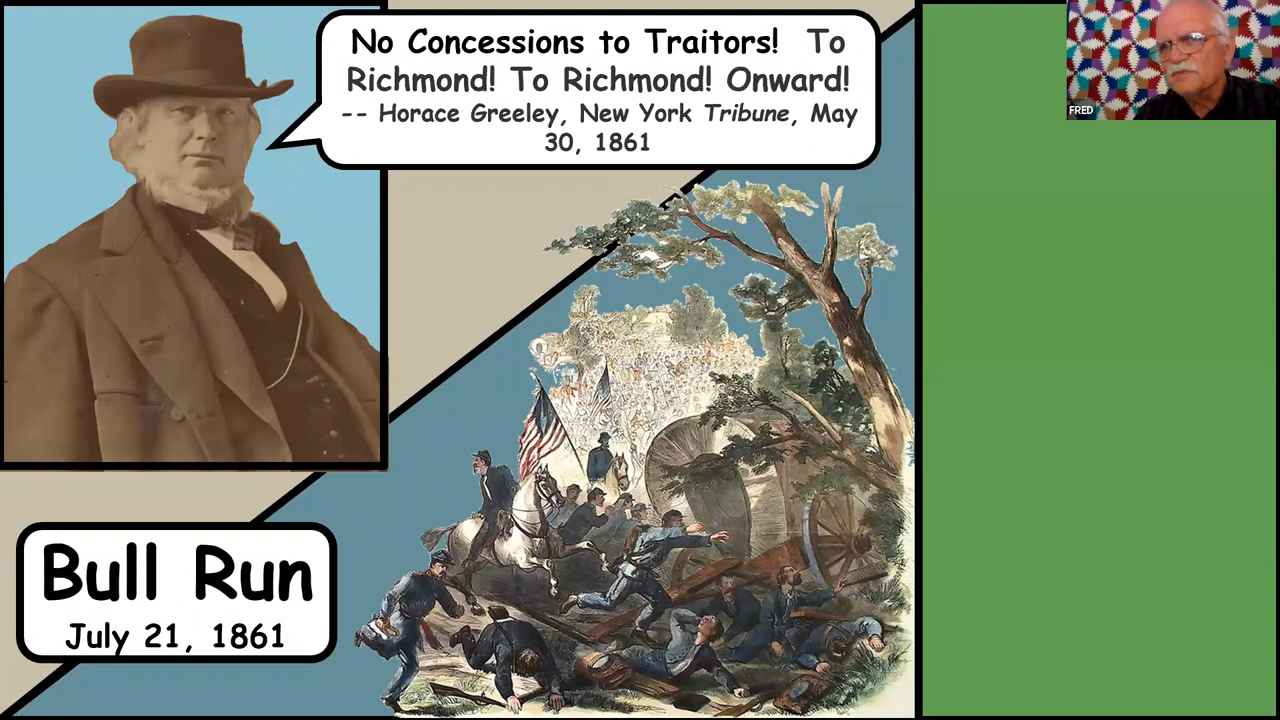 No Concessions to Traitors! To
Richmond! To Richmond! Onward!
-- Horace Greeley, New York Tribune, May
30, 1861
FRED
Bull Run
July 21, 1861